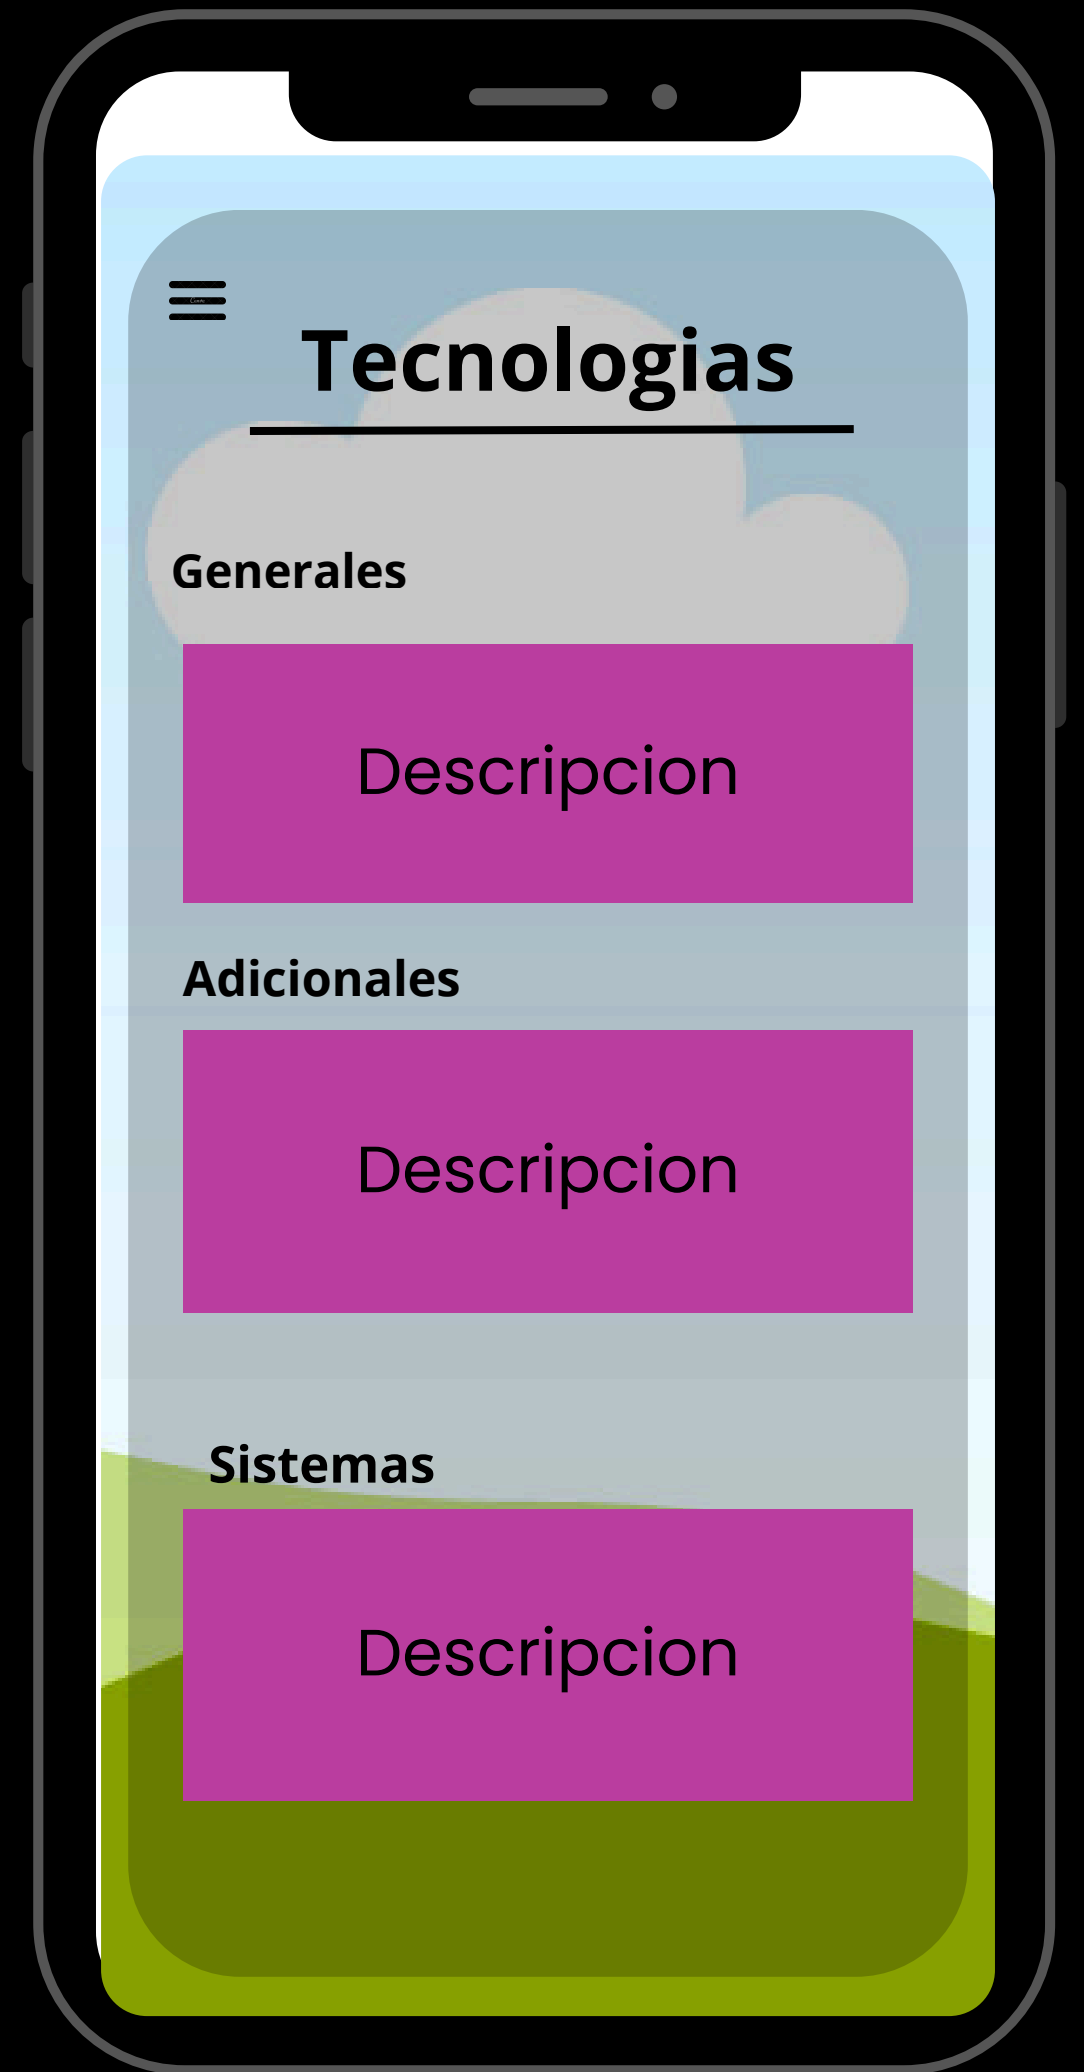 Tecnologias
Generales
Descripcion
Adicionales
Descripcion
Sistemas
Descripcion